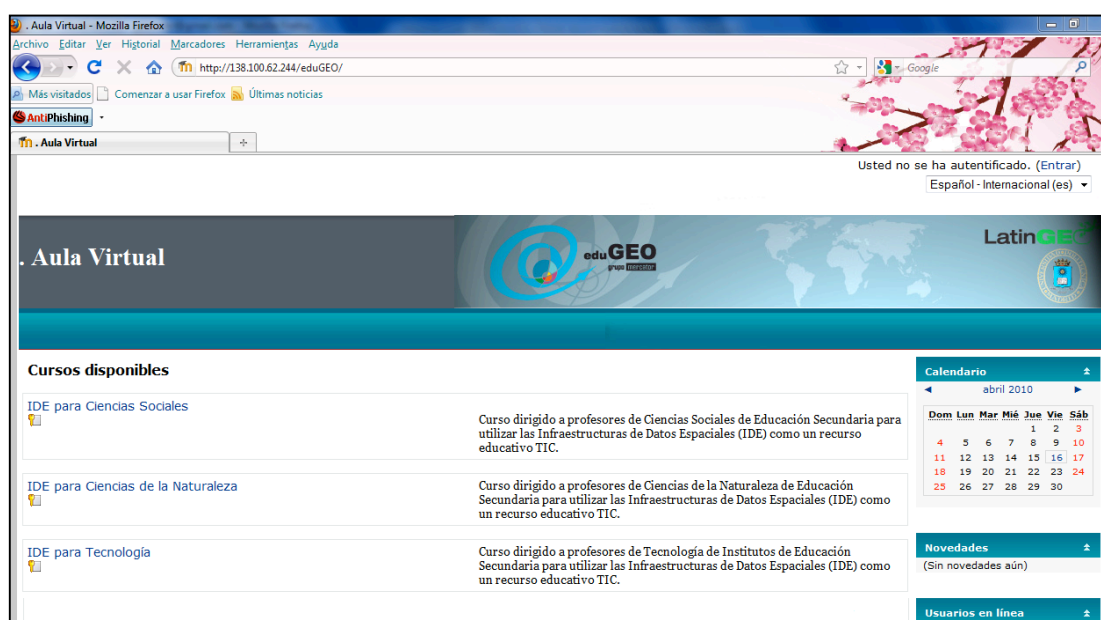 . Aula Virtual - Mozilla Firefox
Archivo Editar Ver Historial Marcadores Herramientas Ayuda
http://138.100.62.244/eduGEO/
Google
Más visitados Comenzar a usar Firefox Últimas noticias
AntiPhishing
. Aula Virtual
Usted no se ha autentificado. (Entrar)
Español - Internacional (es)
. Aula Virtual
eduGEO
grupo mercator
LatinGEO
Cursos disponibles
IDE para Ciencias Sociales
Curso dirigido a profesores de Ciencias Sociales de Educación Secundaria para
utilizar las Infraestructuras de Datos Espaciales (IDE) como un recurso
educativo TIC.
IDE para Ciencias de la Naturaleza
Curso dirigido a profesores de Ciencias de la Naturaleza de Educación
Secundaria para utilizar las Infraestructuras de Datos Espaciales (IDE) como
un recurso educativo TIC.
IDE para Tecnología
Curso dirigido a profesores de Tecnología de Institutos de Educación
Secundaria para utilizar las Infraestructuras de Datos Espaciales (IDE) como
un recurso educativo TIC.
Calendario
abril 2010
Dom Lun Mar Mié Jue Vie Sáb
1 2 3
4 5 6 7 8 9 10
11 12 13 14 15 16 17
18 19 20 21 22 23 24
25 26 27 28 29 30
Novedades
(Sin novedades aún)
Usuarios en línea